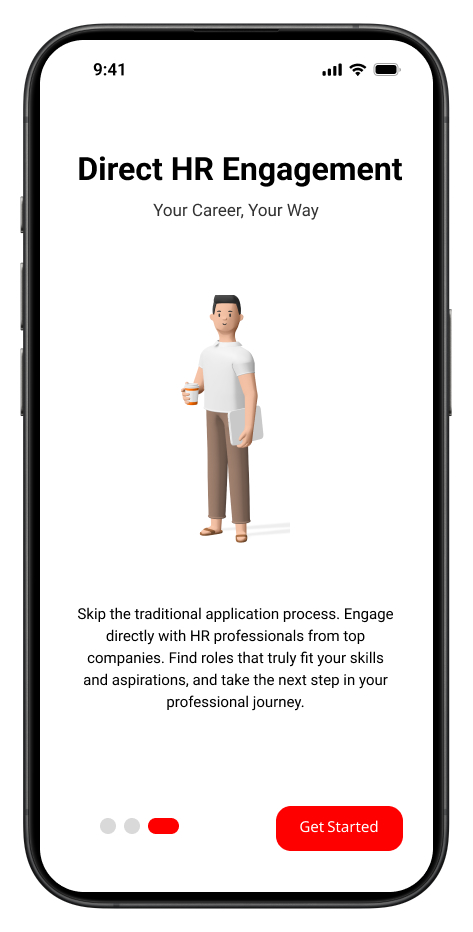 9:41
Direct HR Engagement
Your Career, Your Way
Skip the traditional application process. Engage
directly with HR professionals from top
companies. Find roles that truly fit your skills
and aspirations, and take the next step in your
professional journey.
Get Started